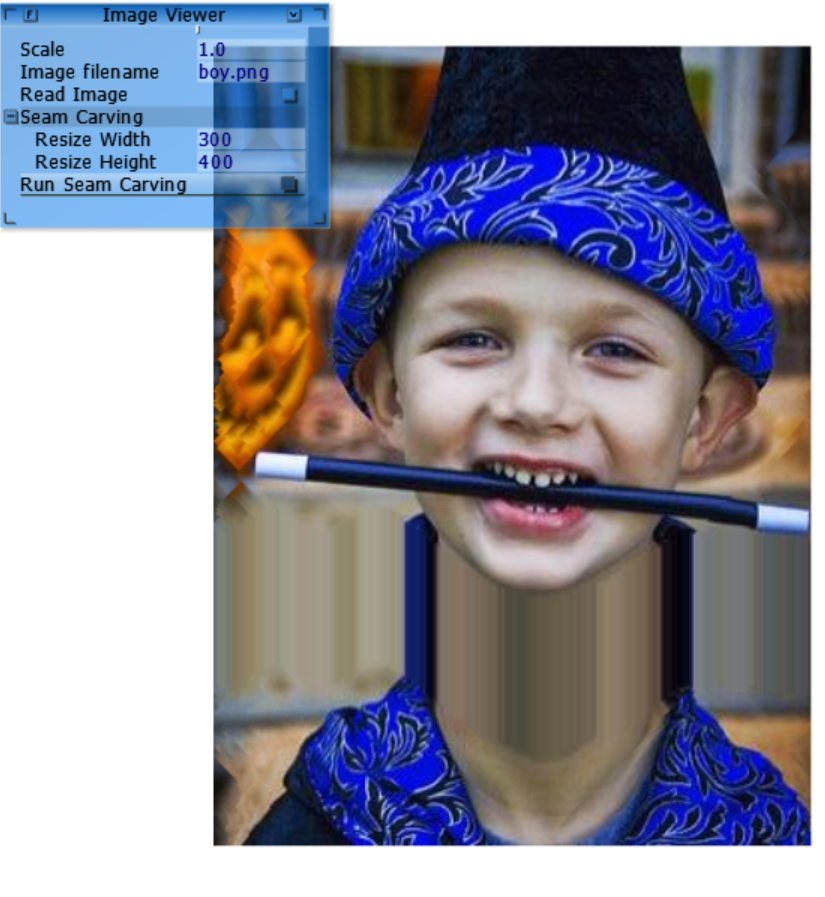 Image Viewer
Scale 1.0
Image filename boy.png
Read Image
Seam Carving
Resize Width 300
Resize Height 400
Run Seam Carving